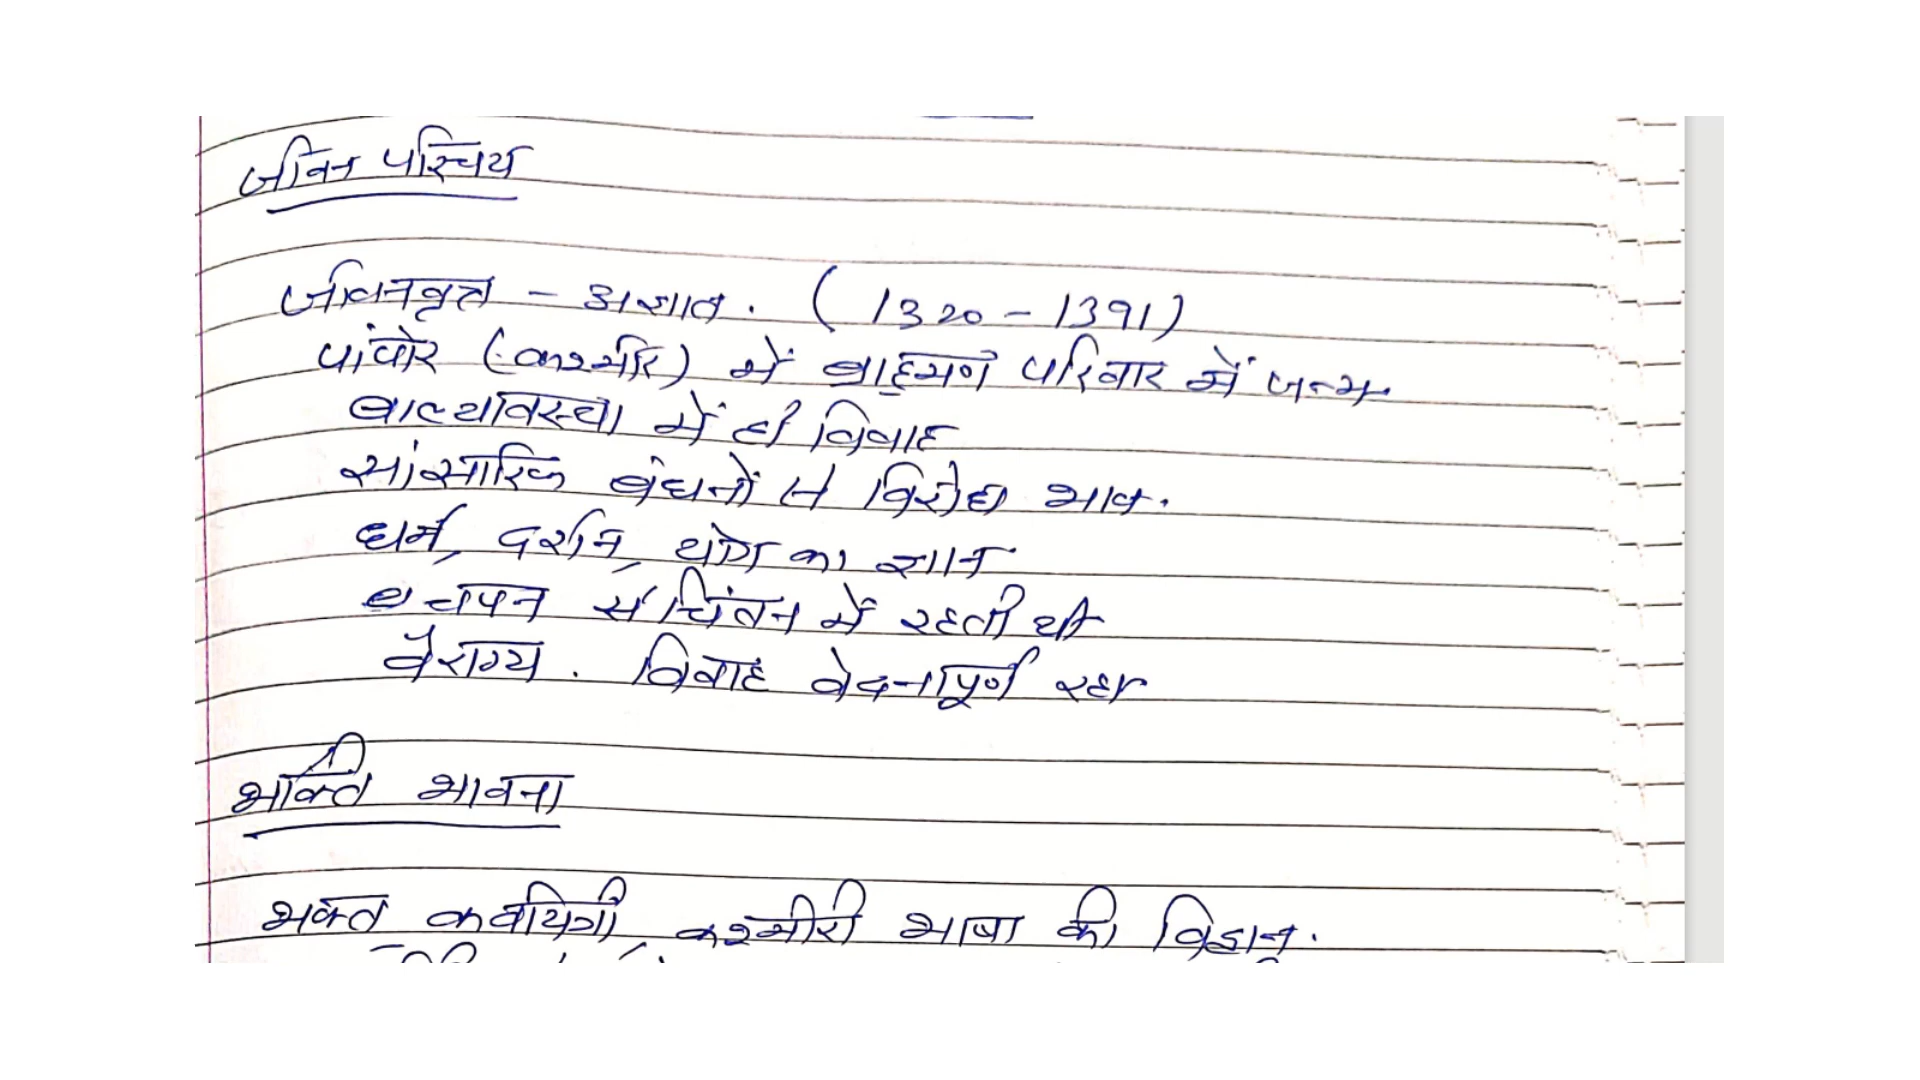 जीवन परिचय
जीवनवृत्त - अज्ञात. (1320 - 1391)
पांपोर (कश्मीर) में ब्राह्मण परिवार में जन्म
बाल्यावस्था में ही विवाह
सांसारिक बंधनों से विरोध भाव.
धर्म, दर्शन, योग का ज्ञान
बचपन से चिंतन में रहती थी
वैराग्य. विवाह वेदनापूर्ण रहा
भक्ति भावना
भक्त कवयित्री, कश्मीरी भाषा की विद्वान.